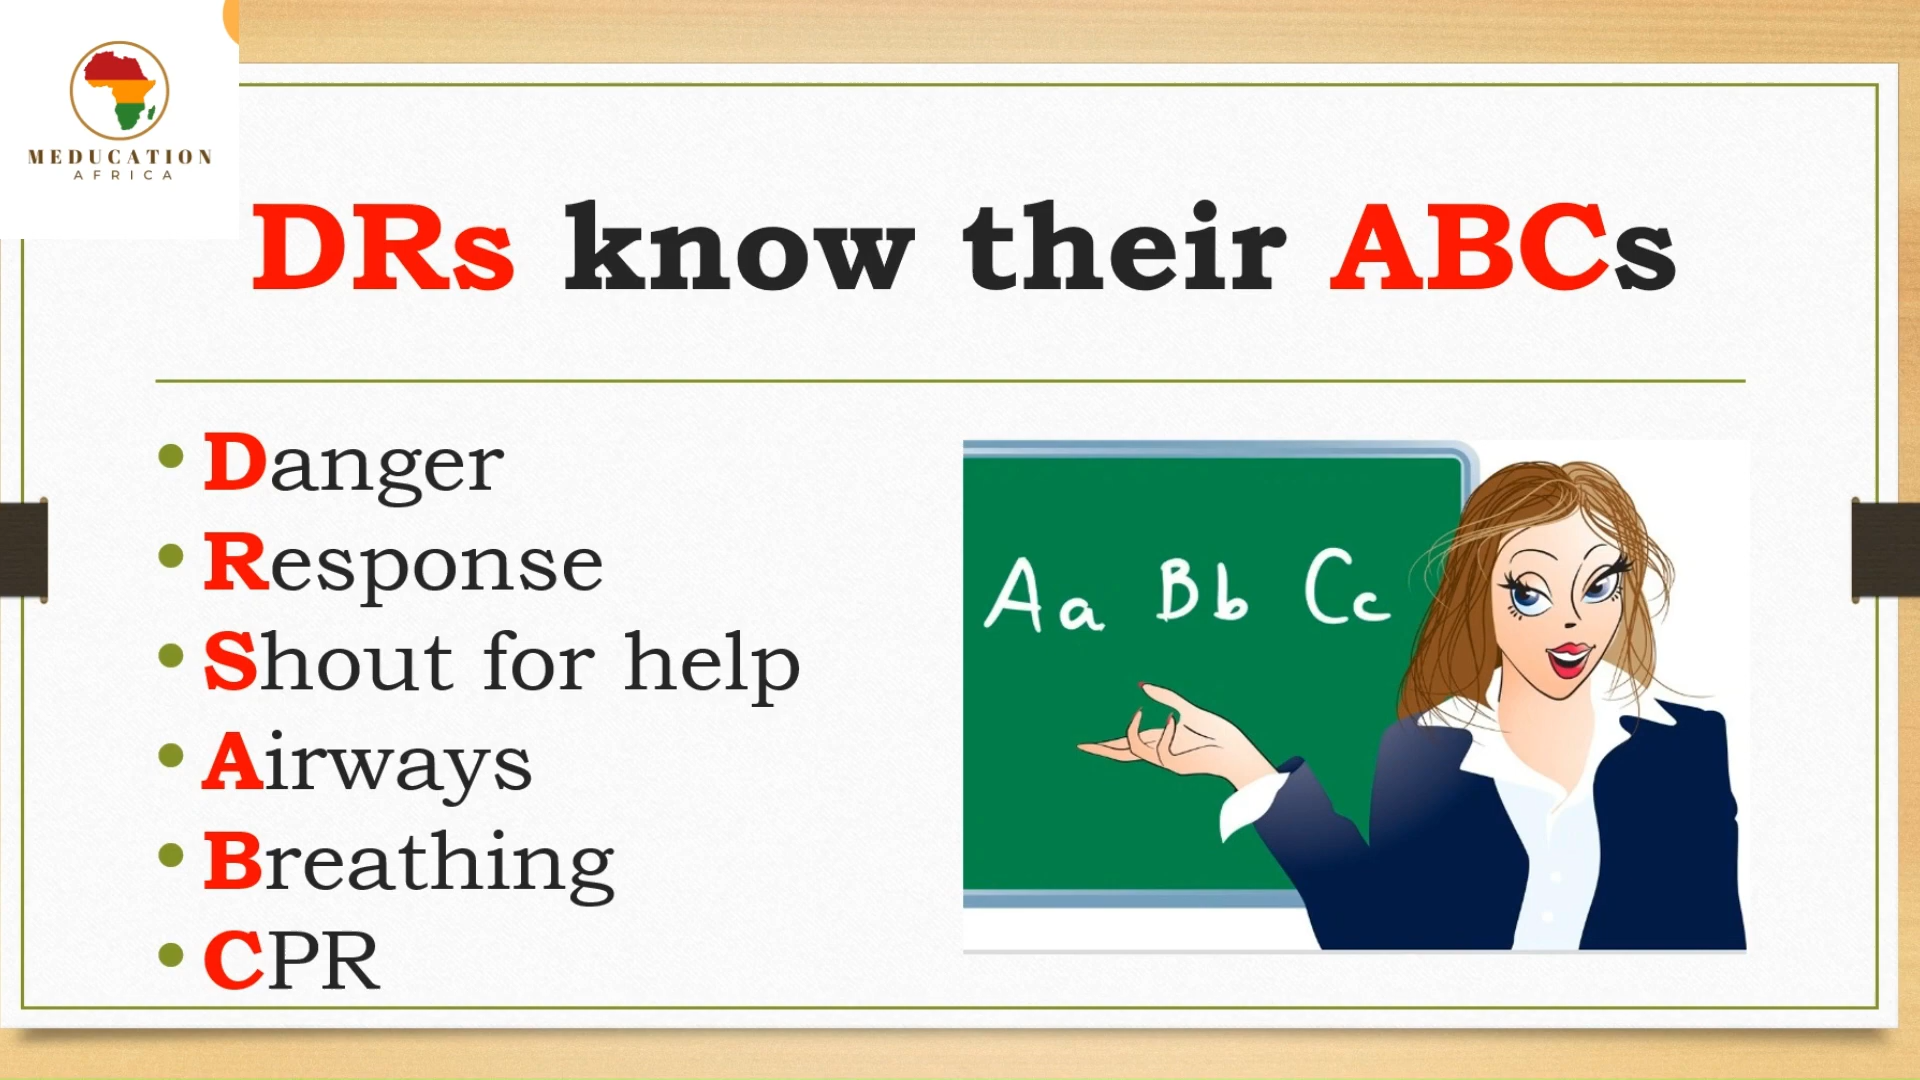 MEDUCATION
AFRICA
DRs know their ABCs
• Danger
• Response
• Shout for help
• Airways
• Breathing
• CPR
Aa Bb Cc